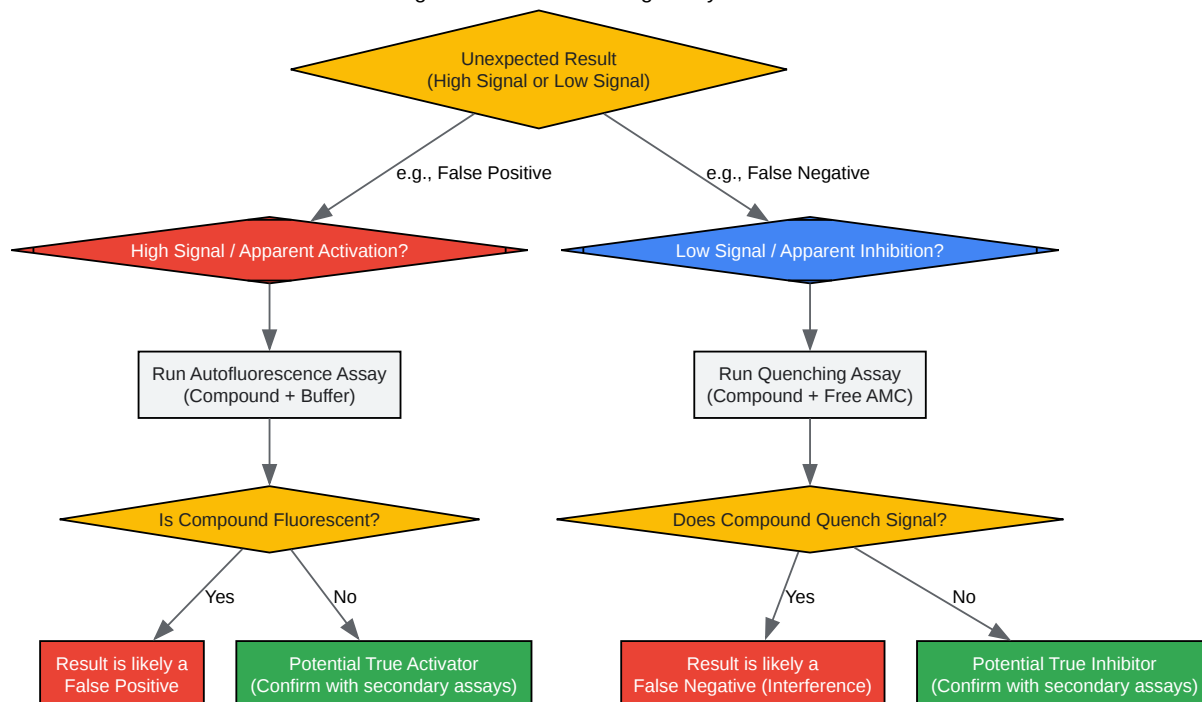 Unexpected Result
(High Signal or Low Signal)
e.g., False Positive
e.g., False Negative
High Signal / Apparent Activation?
Low Signal / Apparent Inhibition?
Run Autofluorescence Assay
(Compound + Buffer)
Run Quenching Assay
(Compound + Free AMC)
Is Compound Fluorescent?
Does Compound Quench Signal?
Yes
No
Yes
No
Result is likely a
False Positive
Potential True Activator
(Confirm with secondary assays)
Result is likely a
False Negative (Interference)
Potential True Inhibitor
(Confirm with secondary assays)